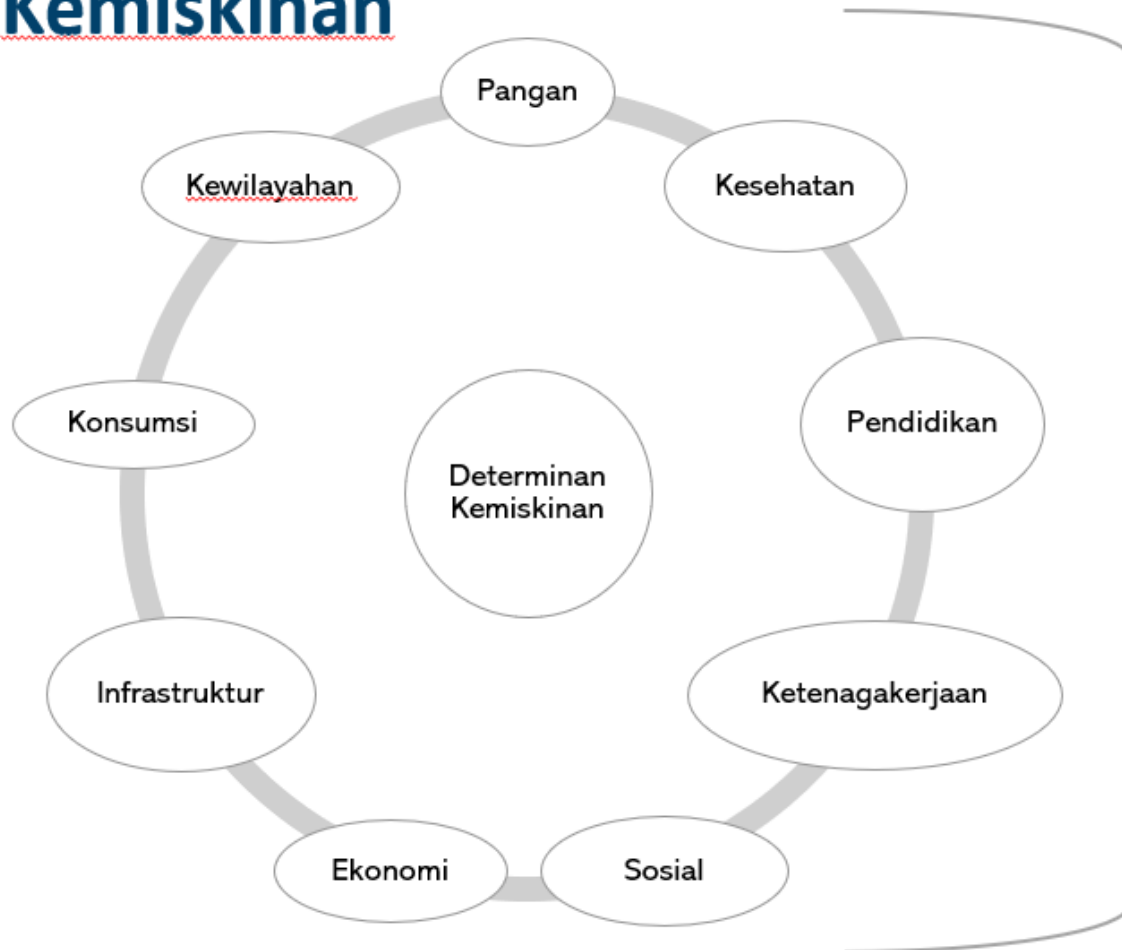 Kemiskinan
Pangan
Kesehatan
Pendidikan
Ketenagakerjaan
Sosial
Ekonomi
Infrastruktur
Konsumsi
Kewilayahan
Determinan
Kemiskinan